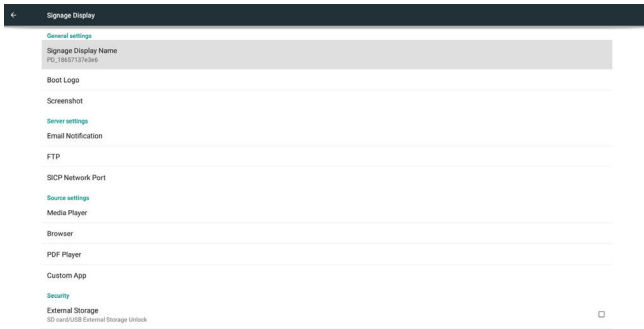 Signage Display
General settings
Signage Display Name
PD_18657137e3e6
Boot Logo
Screenshot
Server settings
Email Notification
FTP
SICP Network Port
Source settings
Media Player
Browser
PDF Player
Custom App
Security
External Storage
SD card/USB External Storage Unlock